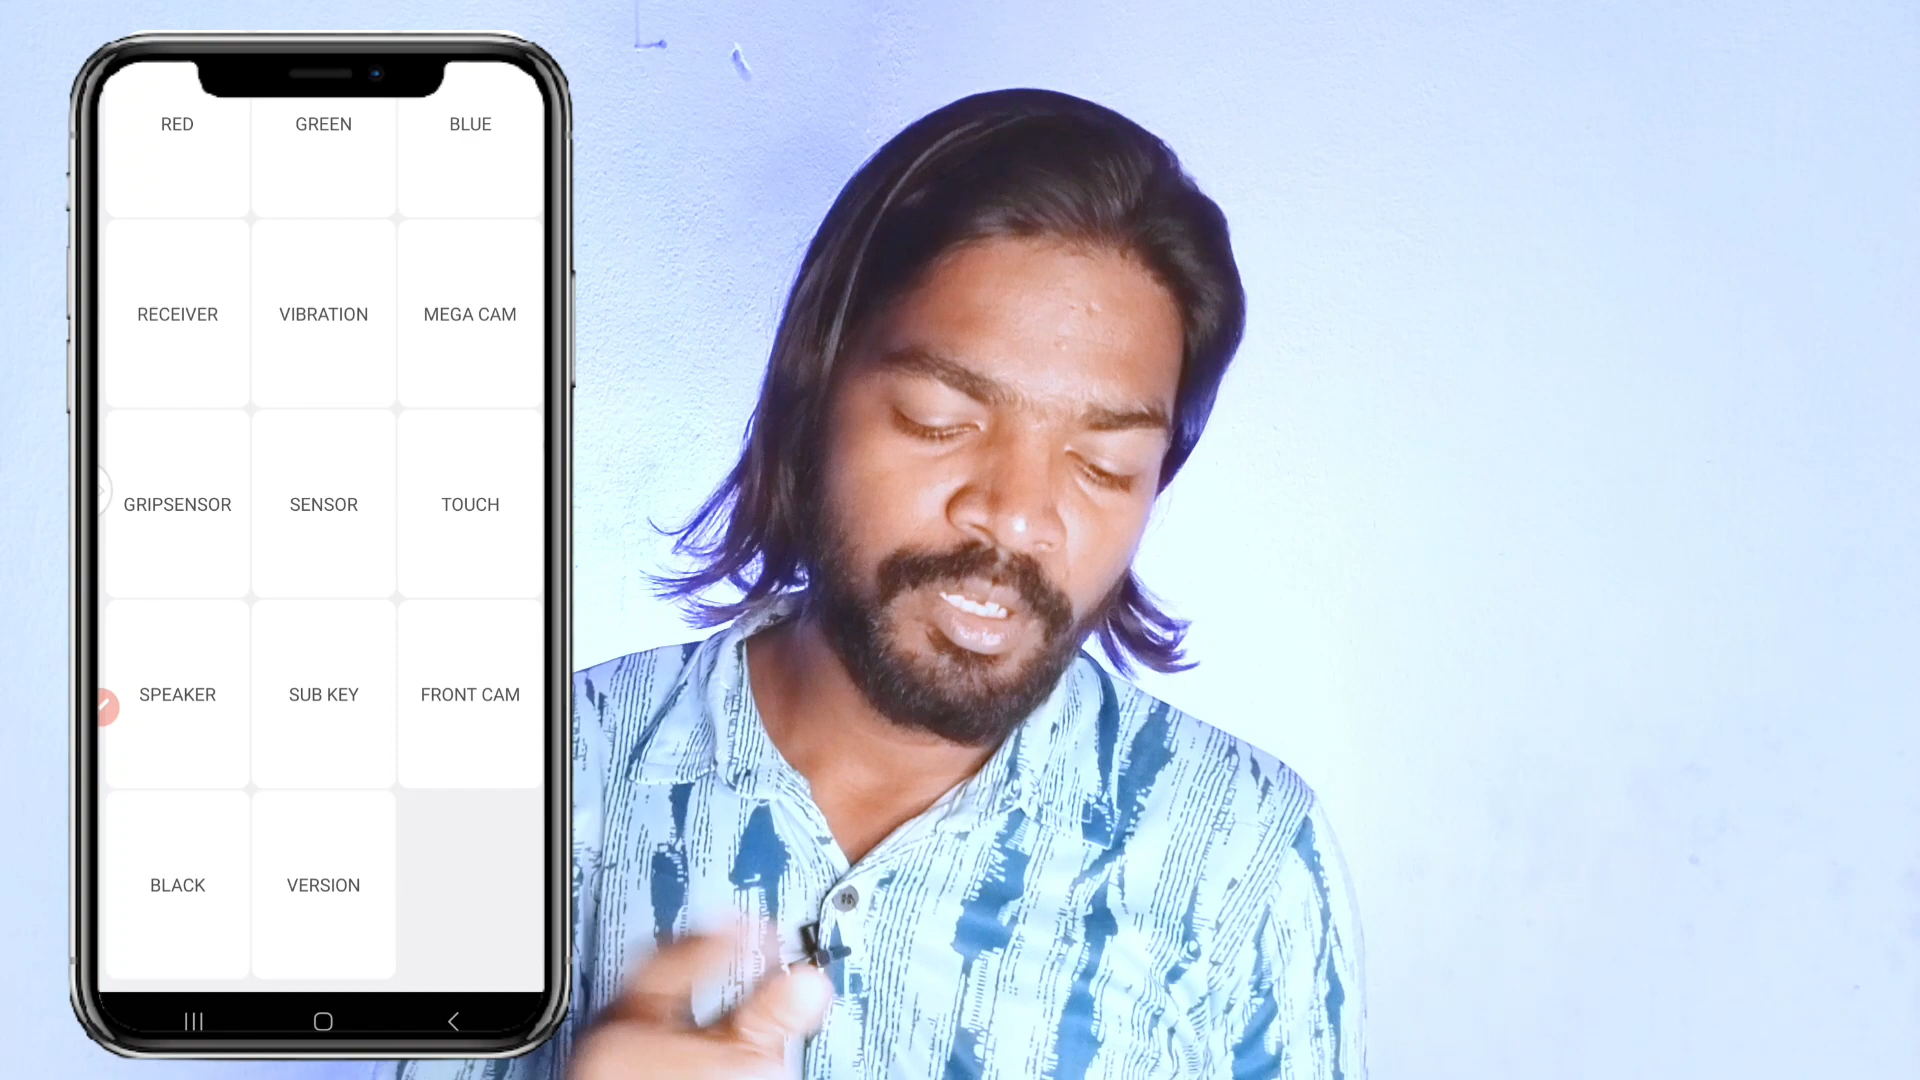 RED GREEN BLUE
RECEIVER VIBRATION MEGA CAM
GRIPSENSOR SENSOR TOUCH
SPEAKER SUB KEY FRONT CAM
BLACK VERSION